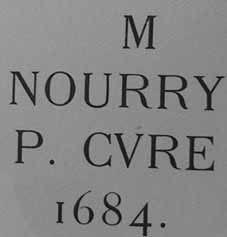 M
NOURRY
P. CVRE
1684.